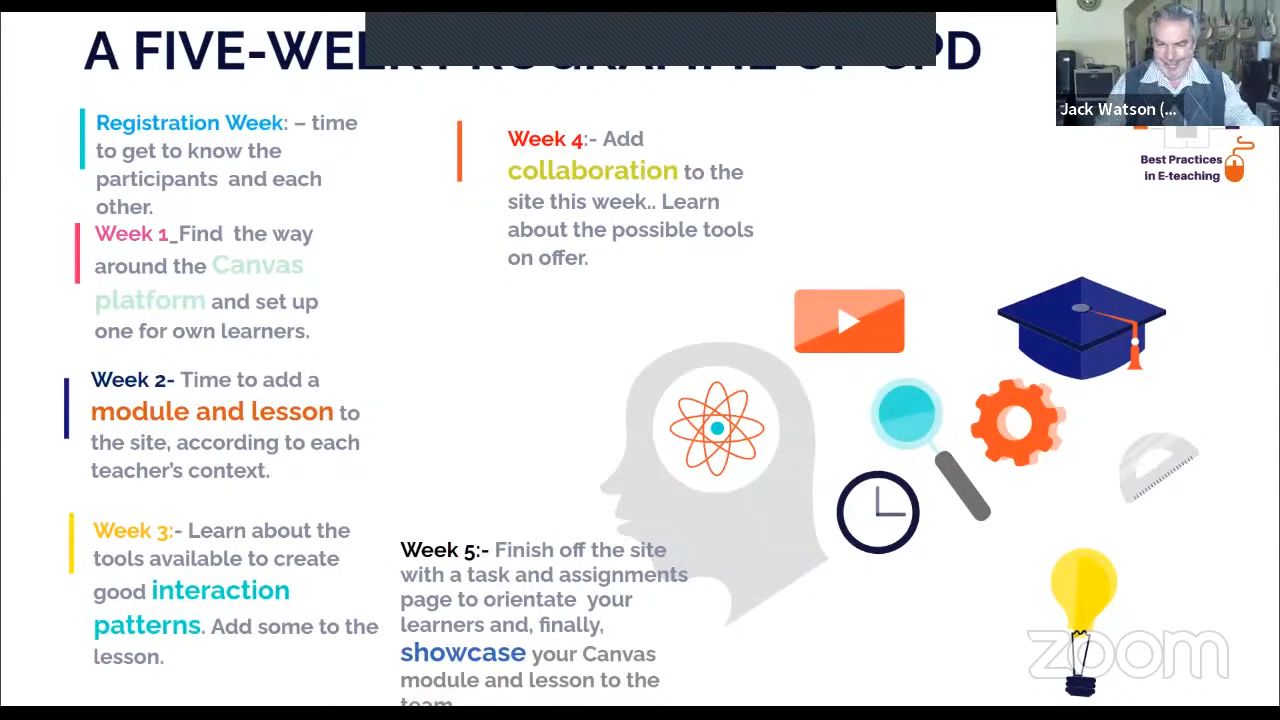 A FIVE-WEEK PROGRAMME OF CPD
Jack Watson (...
Best Practices
in E-teaching
Registration Week: – time
to get to know the
participants and each
other.
Week 1_Find the way
around the Canvas
platform and set up
one for own learners.
Week 2- Time to add a
module and lesson to
the site, according to each
teacher's context.
Week 3:- Learn about the
tools available to create
good interaction
patterns. Add some to the
lesson.
Week 4:- Add
collaboration to the
site this week.. Learn
about the possible tools
on offer.
Week 5:- Finish off the site
with a task and assignments
page to orientate your
learners and, finally,
showcase your Canvas
module and lesson to the
team
zoom